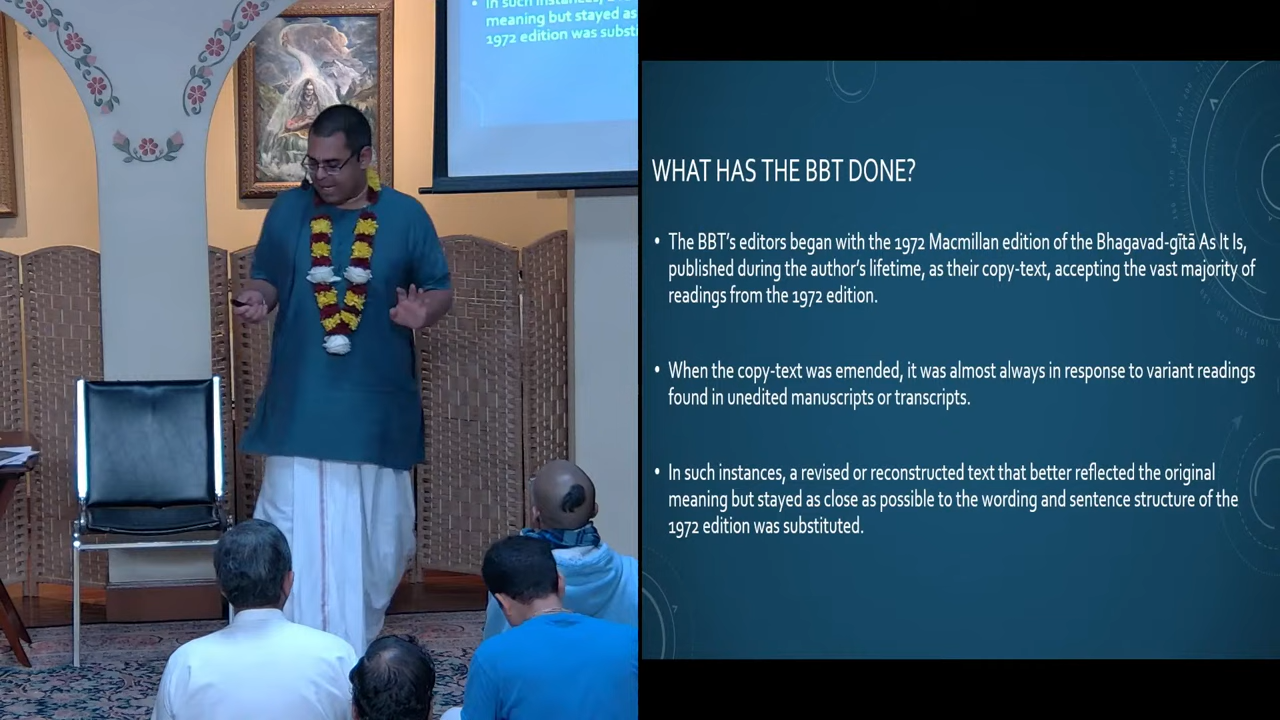 In such instances, a
meaning but stayed as
1972 edition was subst
WHAT HAS THE BBT DONE?
• The BBT's editors began with the 1972 Macmillan edition of the Bhagavad-gītā As It Is,
published during the author's lifetime, as their copy-text, accepting the vast majority of
readings from the 1972 edition.
• When the copy-text was emended, it was almost always in response to variant readings
found in unedited manuscripts or transcripts.
• In such instances, a revised or reconstructed text that better reflected the original
meaning but stayed as close as possible to the wording and sentence structure of the
1972 edition was substituted.